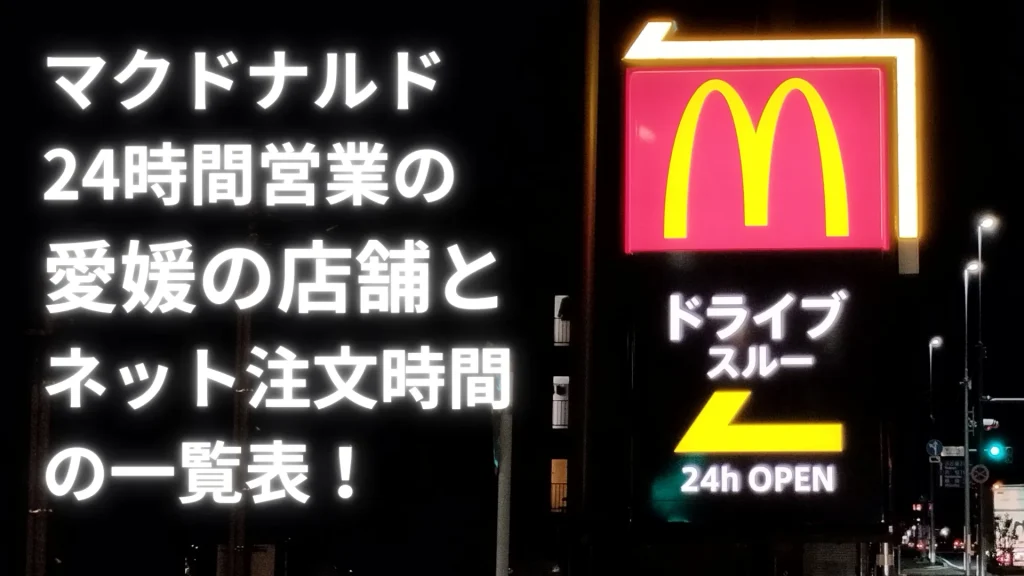 マクドナルド
24時間営業の
愛媛の店舗と
ネット注文時間
の一覧表！
ドライブ
スルー
24h OPEN